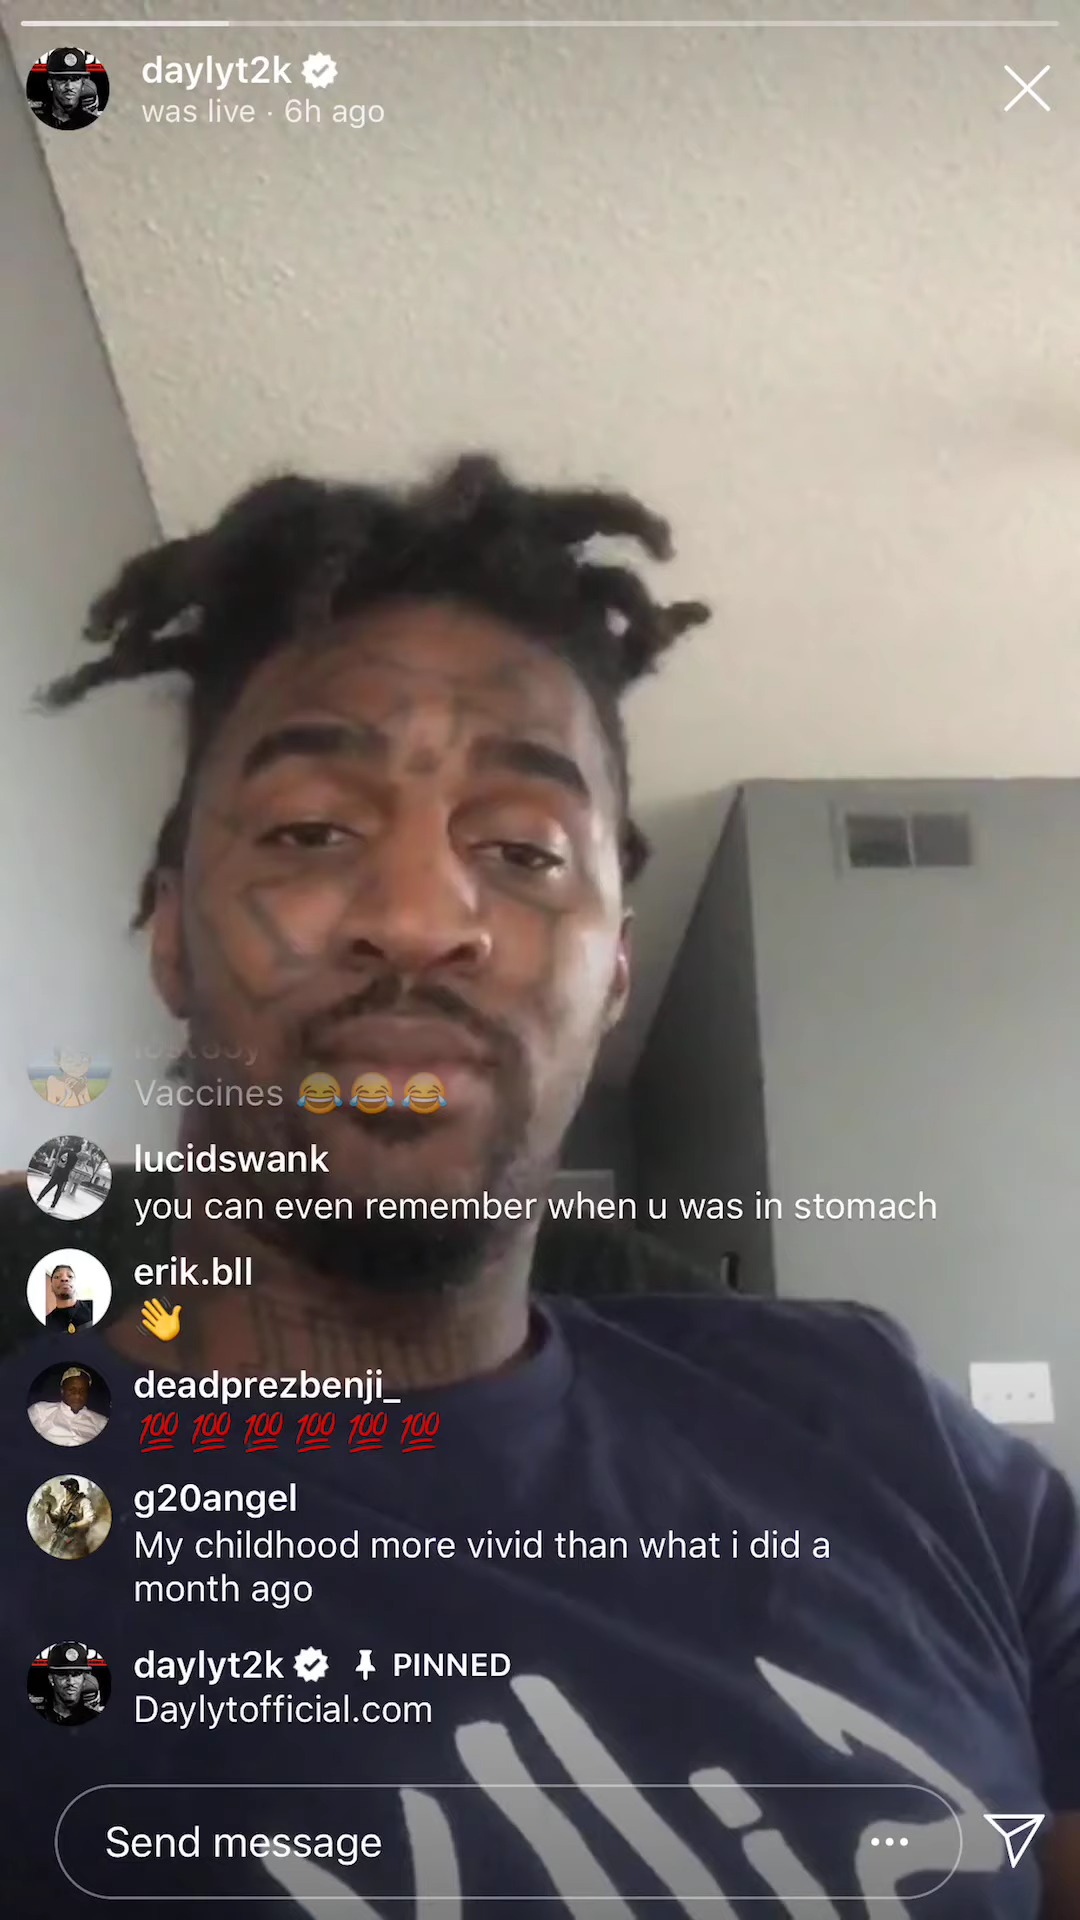 daylyt2k
was live · 6h ago
Vaccines 😂😂😂
lucidswank
you can even remember when u was in stomach
erik.bll
👋
deadprezbenji_
💯 💯 💯 💯 💯 💯
g20angel
My childhood more vivid than what i did a
month ago
daylyt2k PINNED
Daylytofficial.com
Send message